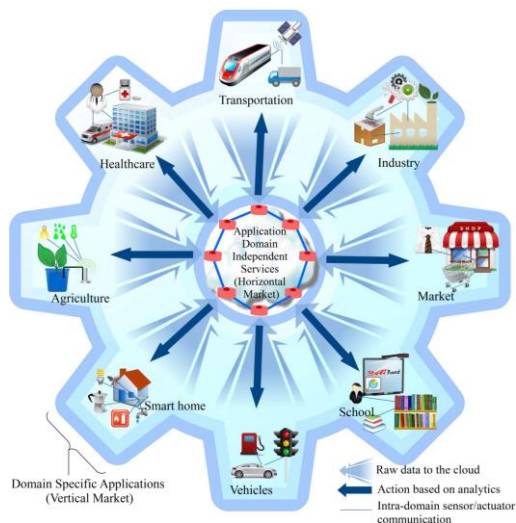 Transportation
Healthcare
Industry
Application
Domain
Independent
Services
(Horizontal
Market)
SHOP
Agriculture
Market
Smart home
School
Vehicles
Domain Specific Applications
(Vertical Market)
Raw data to the cloud
Action based on analytics
Intra-domain sensor/actuator
communication